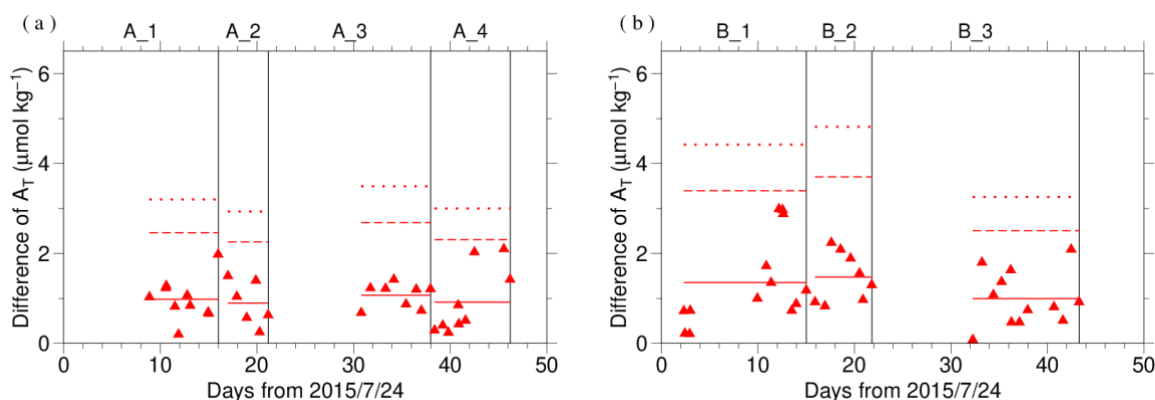 ( a )
A_1 A_2 A_3 A_4
6
4
2
0
Difference of A_T (μmol kg⁻¹)
0 10 20 30 40 50
Days from 2015/7/24
( b )
B_1 B_2 B_3
6
4
2
0
Difference of A_T (μmol kg⁻¹)
0 10 20 30 40 50
Days from 2015/7/24